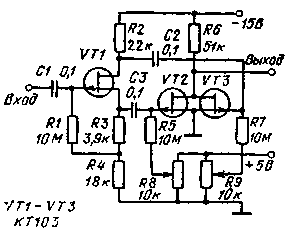 R2
22к
C2
0,1
R6
51к
-15В
VT1
C1 0,1
Вход
C3
0,1
VT2
VT3
Выход
R1
10М
R3
3,9к
R5
10М
R7
10М
+5В
R4
18к
R8
10к
R9
10к
VT1-VT3
КП103